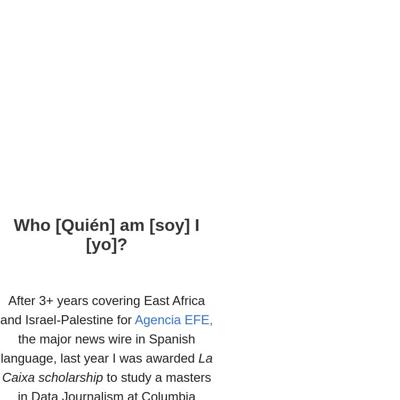 Who [Quién] am [soy] I
[yo]?
After 3+ years covering East Africa
and Israel-Palestine for Agencia EFE,
the major news wire in Spanish
language, last year I was awarded La
Caixa scholarship to study a masters
in Data Journalism at Columbia